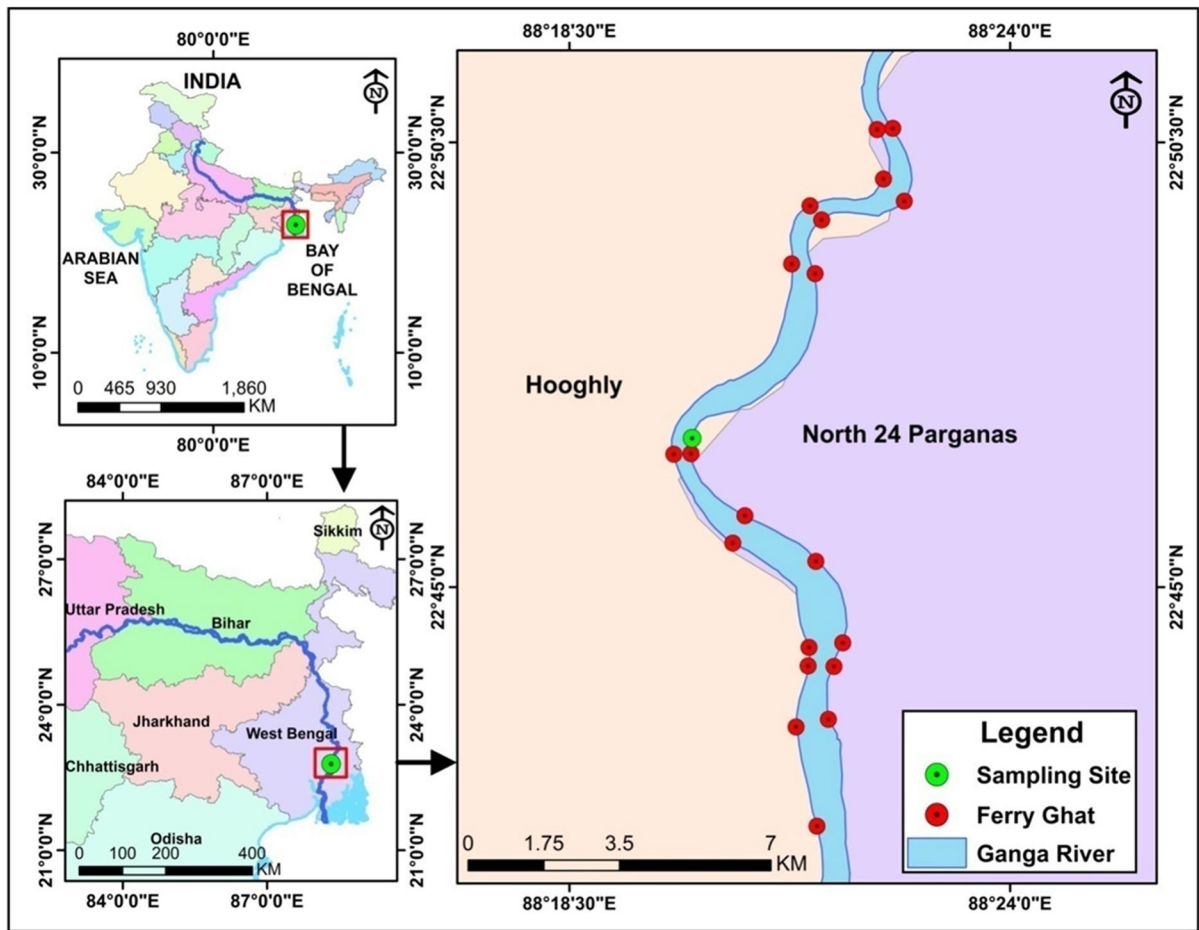 80°0'0"E
INDIA
N
30°0'0"N
30°0'0"N
ARABIAN
SEA
BAY
OF
BENGAL
10°0'0"N
10°0'0"N
0 465 930 1,860
KM
80°0'0"E
84°0'0"E 87°0'0"E
Sikkim
N
27°0'0"N
27°0'0"N
Uttar Pradesh
Bihar
24°0'0"N
24°0'0"N
Jharkhand
West Bengal
Chhattisgarh
Odisha
21°0'0"N
21°0'0"N
0 100 200 400
KM
84°0'0"E 87°0'0"E
88°18'30"E 88°24'0"E
N
22°50'30"N
22°50'30"N
Hooghly
North 24 Parganas
22°45'0"N
22°45'0"N
Legend
Sampling Site
Ferry Ghat
Ganga River
0 1.75 3.5 7
KM
88°18'30"E 88°24'0"E